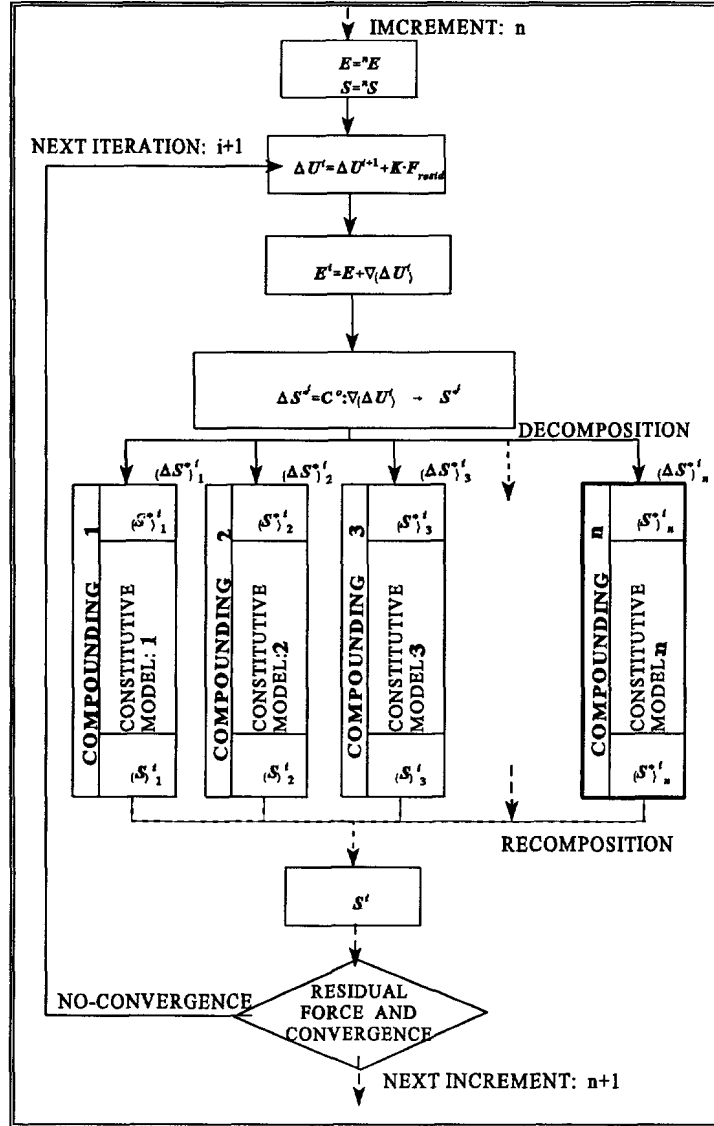 IMCREMENT: n
E=ⁿE
S=ⁿS
NEXT ITERATION: i+1
ΔUⁱ=ΔUⁱ⁺¹+K·F_resid
Eⁱ=E+∇(ΔUⁱ)
ΔS*ⁱ=Cᵒ:∇(ΔUⁱ) → S*ⁱ
DECOMPOSITION
(ΔS*)ⁱ₁ (ΔS*)ⁱ₂ (ΔS*)ⁱ₃ (ΔS*)ⁱₙ
(S*)ⁱ₁ (S*)ⁱ₂ (S*)ⁱ₃ (S*)ⁱₙ
COMPOUNDING 1
CONSTITUTIVE
MODEL: 1
COMPOUNDING 2
CONSTITUTIVE
MODEL:2
COMPOUNDING 3
CONSTITUTIVE
MODEL:3
COMPOUNDING n
CONSTITUTIVE
MODEL:n
(S)ⁱ₁ (S)ⁱ₂ (S)ⁱ₃ (S*)ⁱₙ
RECOMPOSITION
Sⁱ
NO-CONVERGENCE
RESIDUAL
FORCE AND
CONVERGENCE
NEXT INCREMENT: n+1